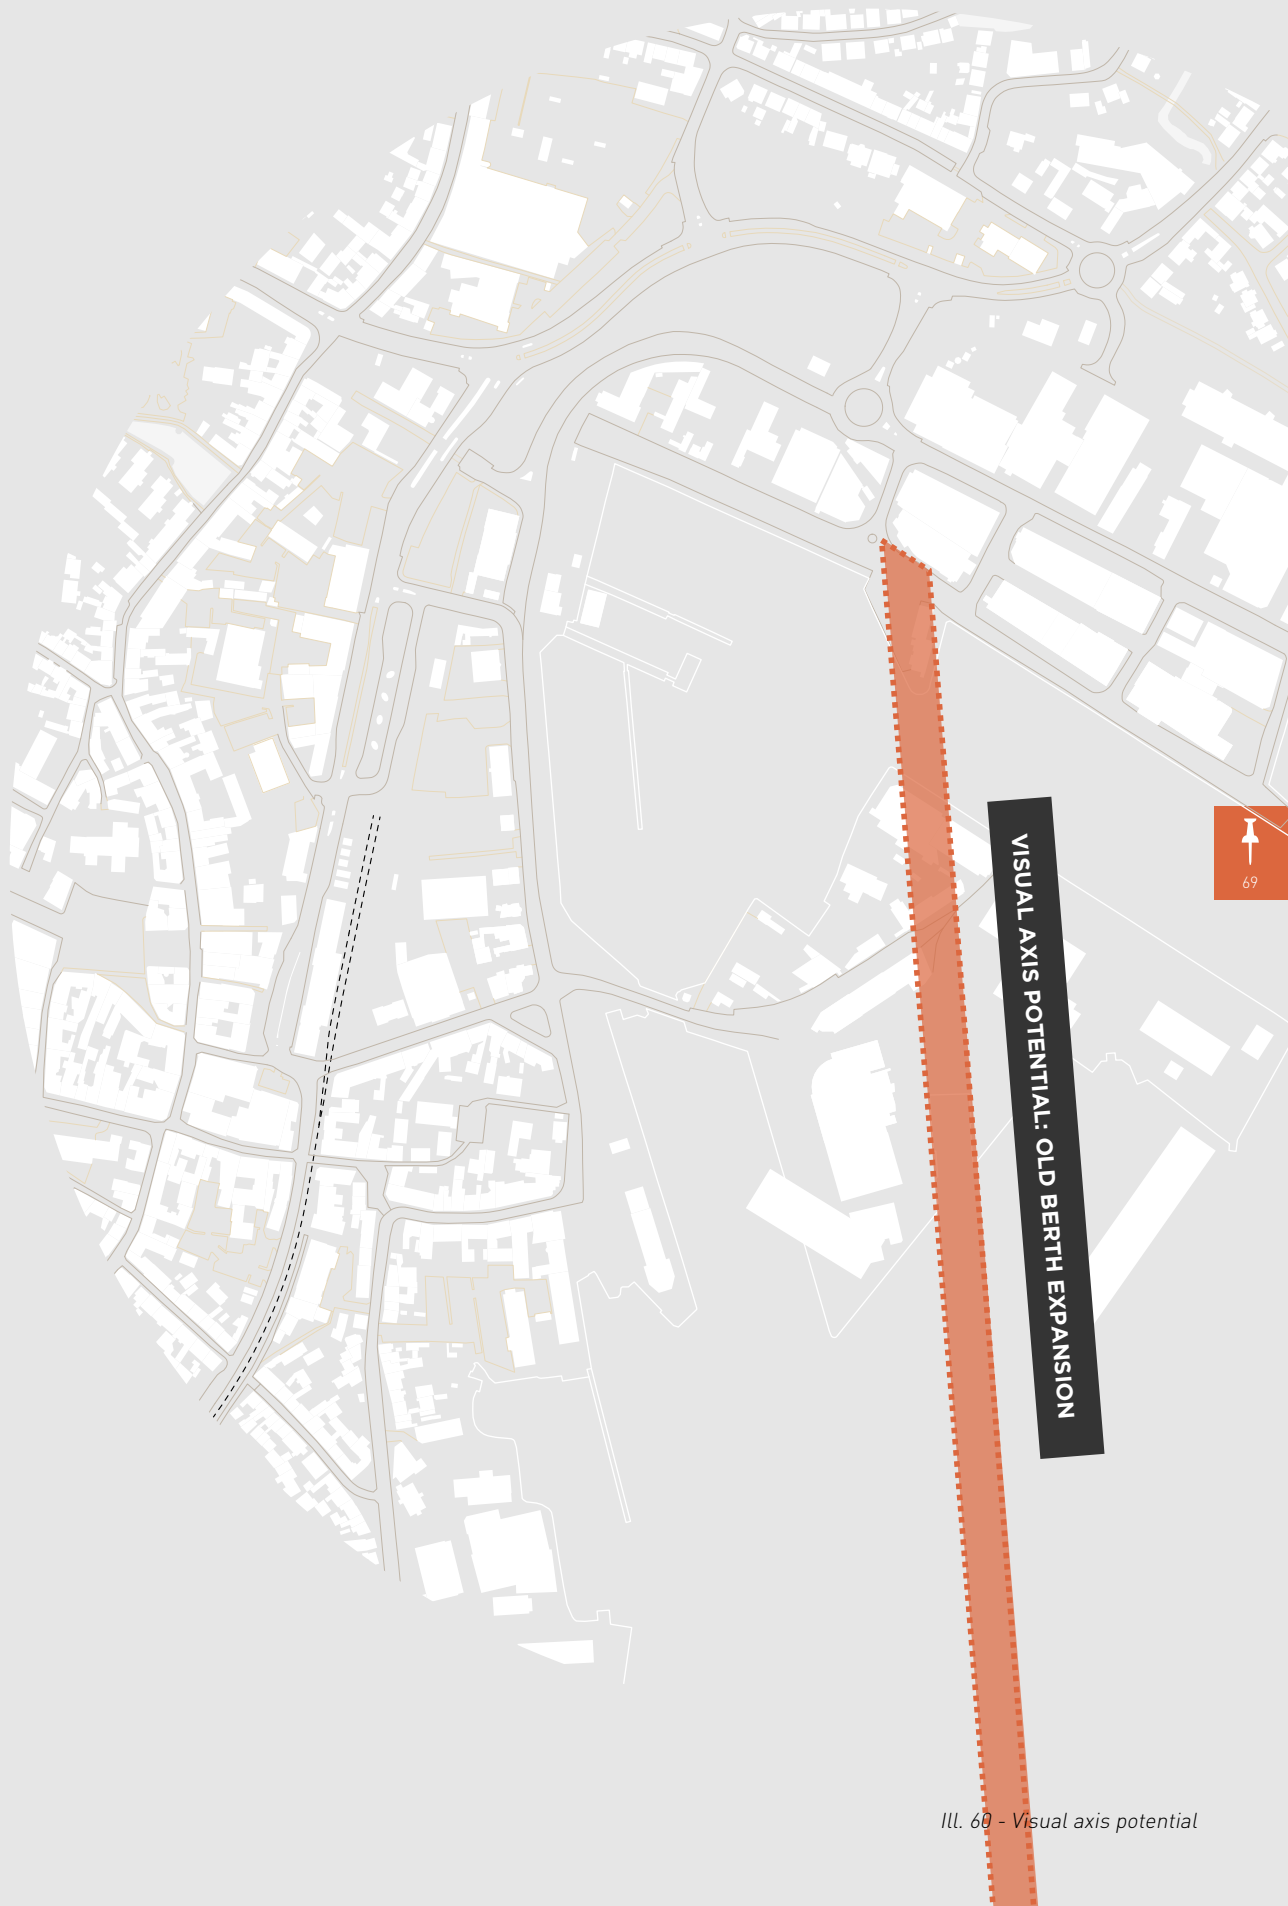 VISUAL AXIS POTENTIAL: OLD BERTH EXPANSION
69
Ill. 60 - Visual axis potential